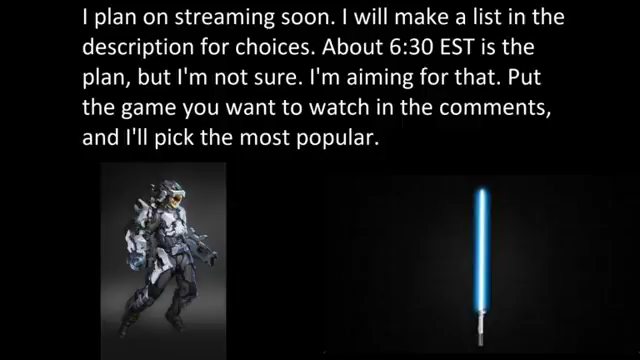 I plan on streaming soon. I will make a list in the
description for choices. About 6:30 EST is the
plan, but I'm not sure. I'm aiming for that. Put
the game you want to watch in the comments,
and I'll pick the most popular.